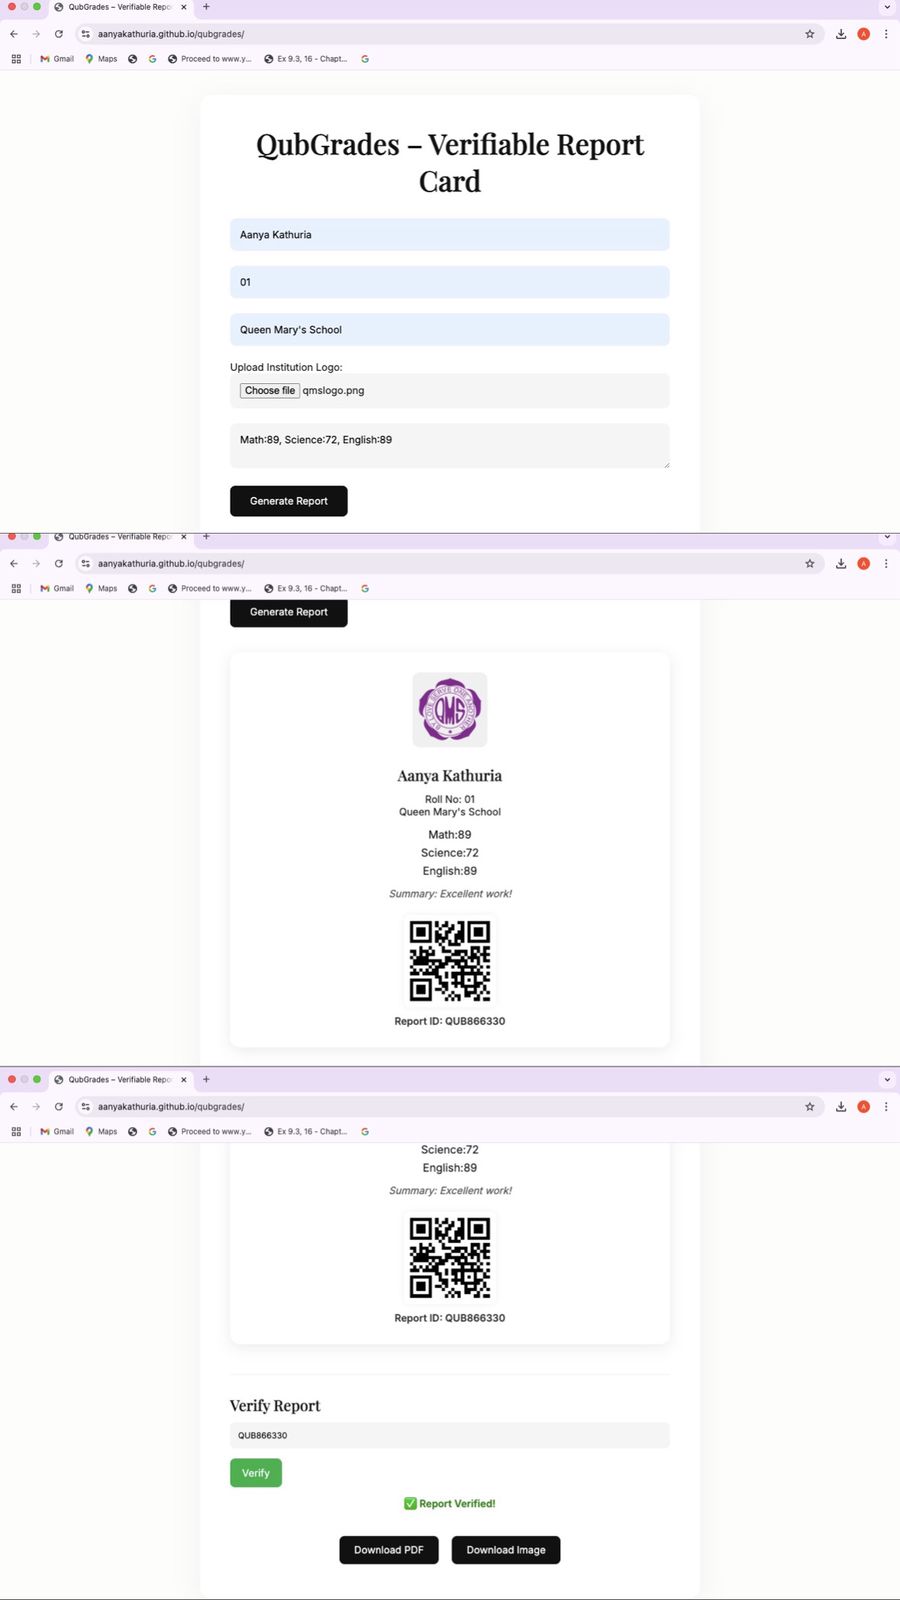 QubGrades – Verifiable Repo
aanyakathuria.github.io/qubgrades/
Gmail Maps Proceed to www.y... Ex 9.3, 16 - Chapt...
QubGrades – Verifiable Report
Card
Aanya Kathuria
01
Queen Mary's School
Upload Institution Logo:
Choose file qmslogo.png
Math:89, Science:72, English:89
Generate Report
QubGrades – Verifiable Repo
aanyakathuria.github.io/qubgrades/
Gmail Maps Proceed to www.y... Ex 9.3, 16 - Chapt...
Generate Report
QMS
Aanya Kathuria
Roll No: 01
Queen Mary's School
Math:89
Science:72
English:89
Summary: Excellent work!
Report ID: QUB866330
QubGrades – Verifiable Repo
aanyakathuria.github.io/qubgrades/
Gmail Maps Proceed to www.y... Ex 9.3, 16 - Chapt...
Science:72
English:89
Summary: Excellent work!
Report ID: QUB866330
Verify Report
QUB866330
Verify
✅ Report Verified!
Download PDF Download Image